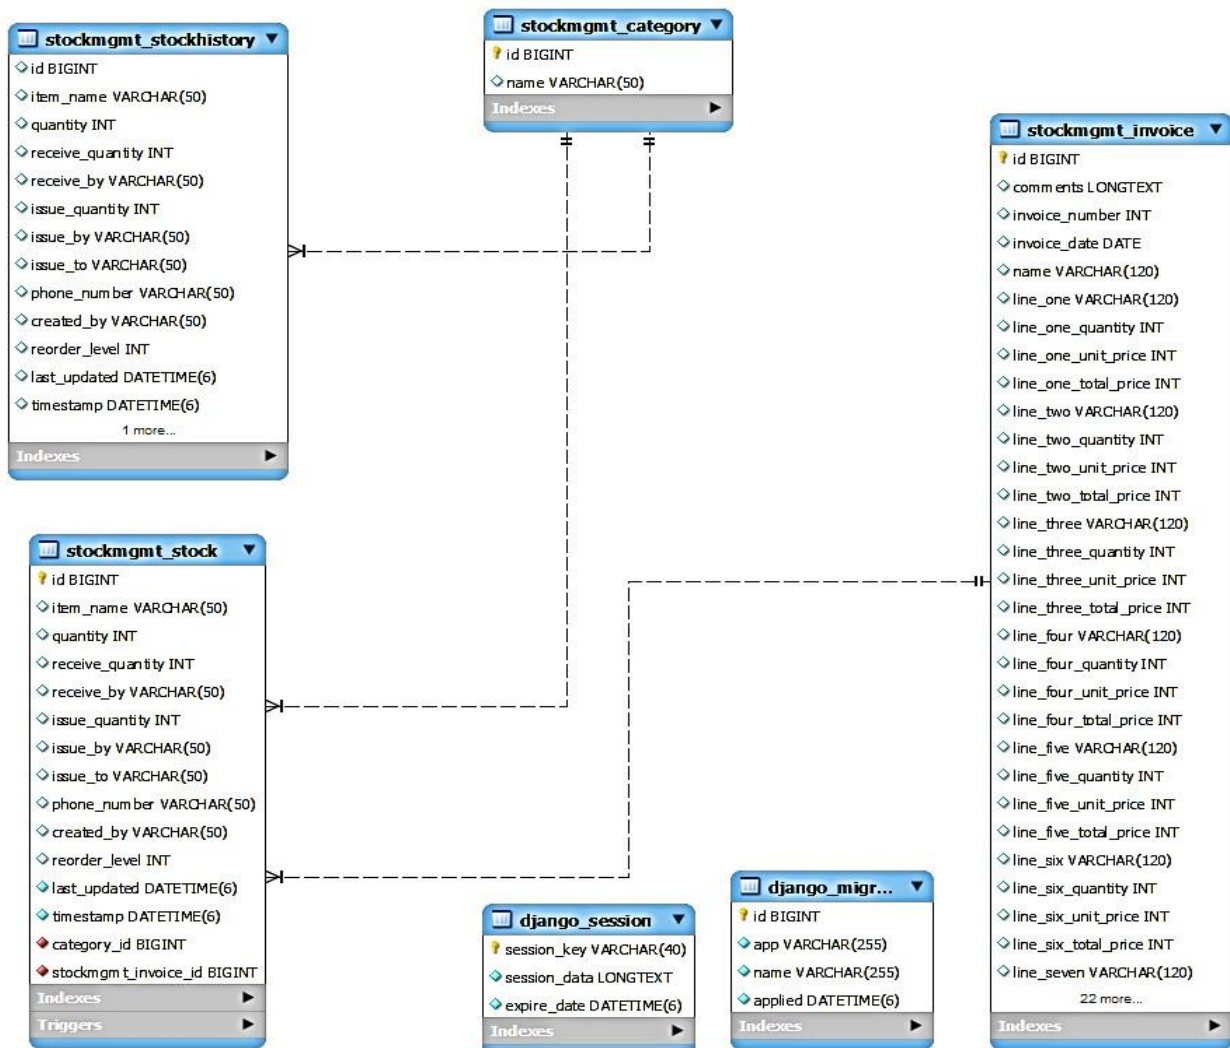 stockmgmt_stockhistory
id BIGINT
item_name VARCHAR(50)
quantity INT
receive_quantity INT
receive_by VARCHAR(50)
issue_quantity INT
issue_by VARCHAR(50)
issue_to VARCHAR(50)
phone_number VARCHAR(50)
created_by VARCHAR(50)
reorder_level INT
last_updated DATETIME(6)
timestamp DATETIME(6)
1 more...
Indexes
stockmgmt_category
id BIGINT
name VARCHAR(50)
Indexes
stockmgmt_invoice
id BIGINT
comments LONGTEXT
invoice_number INT
invoice_date DATE
name VARCHAR(120)
line_one VARCHAR(120)
line_one_quantity INT
line_one_unit_price INT
line_one_total_price INT
line_two VARCHAR(120)
line_two_quantity INT
line_two_unit_price INT
line_two_total_price INT
line_three VARCHAR(120)
line_three_quantity INT
line_three_unit_price INT
line_three_total_price INT
line_four VARCHAR(120)
line_four_quantity INT
line_four_unit_price INT
line_four_total_price INT
line_five VARCHAR(120)
line_five_quantity INT
line_five_unit_price INT
line_five_total_price INT
line_six VARCHAR(120)
line_six_quantity INT
line_six_unit_price INT
line_six_total_price INT
line_seven VARCHAR(120)
22 more...
Indexes
stockmgmt_stock
id BIGINT
item_name VARCHAR(50)
quantity INT
receive_quantity INT
receive_by VARCHAR(50)
issue_quantity INT
issue_by VARCHAR(50)
issue_to VARCHAR(50)
phone_number VARCHAR(50)
created_by VARCHAR(50)
reorder_level INT
last_updated DATETIME(6)
timestamp DATETIME(6)
category_id BIGINT
stockmgmt_invoice_id BIGINT
Indexes
Triggers
django_session
session_key VARCHAR(40)
session_data LONGTEXT
expire_date DATETIME(6)
Indexes
django_migr...
id BIGINT
app VARCHAR(255)
name VARCHAR(255)
applied DATETIME(6)
Indexes